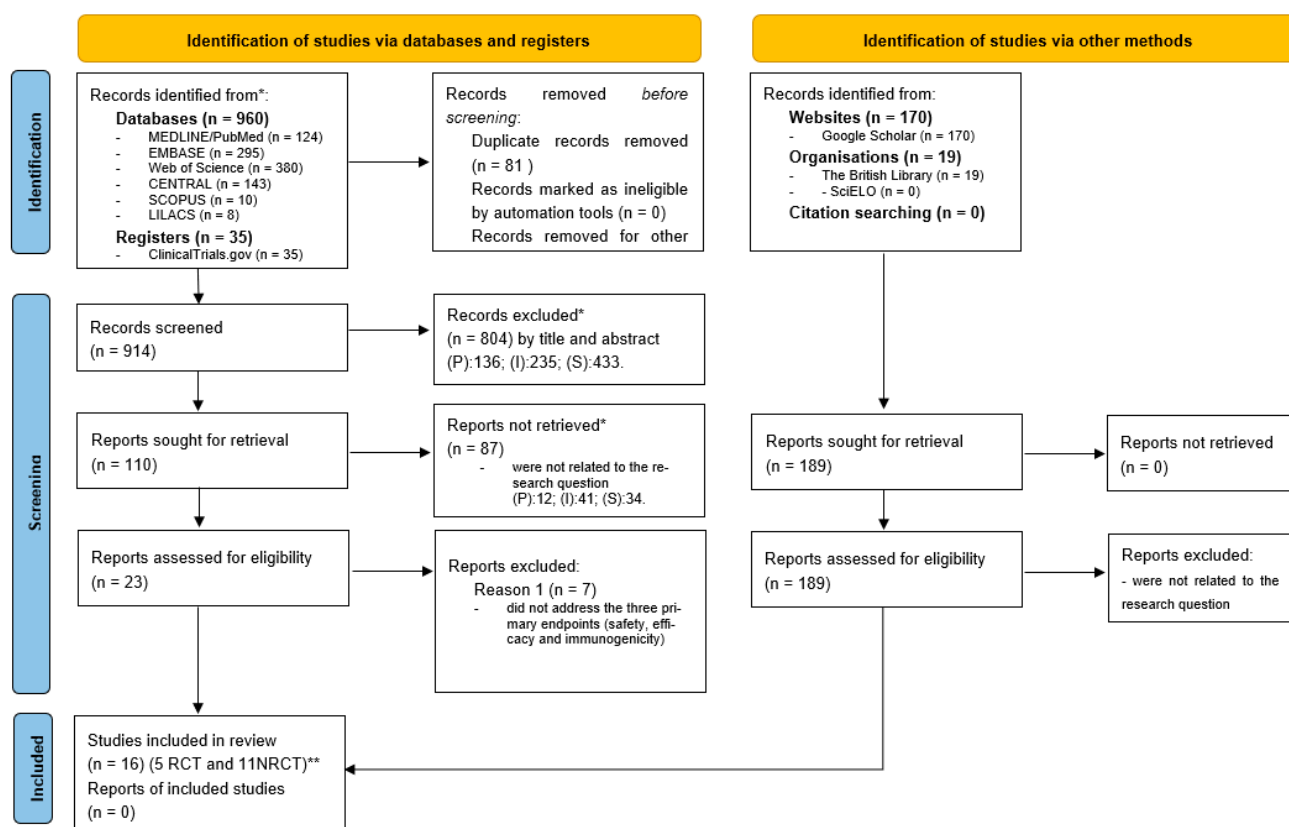 Identification of studies via databases and registers
Identification of studies via other methods
Identification
Records identified from*:
Databases (n = 960)
- MEDLINE/PubMed (n = 124)
- EMBASE (n = 295)
- Web of Science (n = 380)
- CENTRAL (n = 143)
- SCOPUS (n = 10)
- LILACS (n = 8)
Registers (n = 35)
- ClinicalTrials.gov (n = 35)
Records removed before
screening:
Duplicate records removed
(n = 81 )
Records marked as ineligible
by automation tools (n = 0)
Records removed for other
Records identified from:
Websites (n = 170)
- Google Scholar (n = 170)
Organisations (n = 19)
- The British Library (n = 19)
- - SciELO (n = 0)
Citation searching (n = 0)
Screening
Records screened
(n = 914)
Records excluded*
(n = 804) by title and abstract
(P):136; (I):235; (S):433.
Reports sought for retrieval
(n = 110)
Reports not retrieved*
(n = 87)
- were not related to the re-
search question
(P):12; (I):41; (S):34.
Reports sought for retrieval
(n = 189)
Reports not retrieved
(n = 0)
Reports assessed for eligibility
(n = 23)
Reports excluded:
Reason 1 (n = 7)
- did not address the three pri-
mary endpoints (safety, effi-
cacy and immunogenicity)
Reports assessed for eligibility
(n = 189)
Reports excluded:
- were not related to the
research question
Included
Studies included in review
(n = 16) (5 RCT and 11NRCT)**
Reports of included studies
(n = 0)